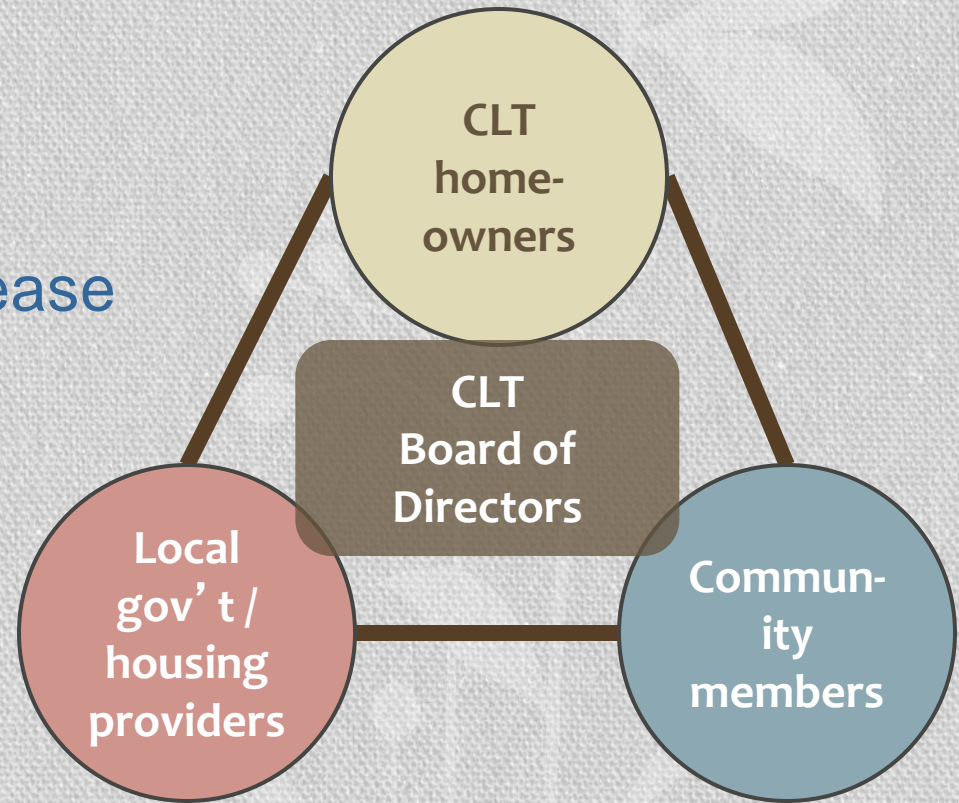 CLT
home-
owners
ease
CLT
Board of
Directors
Local
gov’ t /
housing
providers
Commun-
ity
members